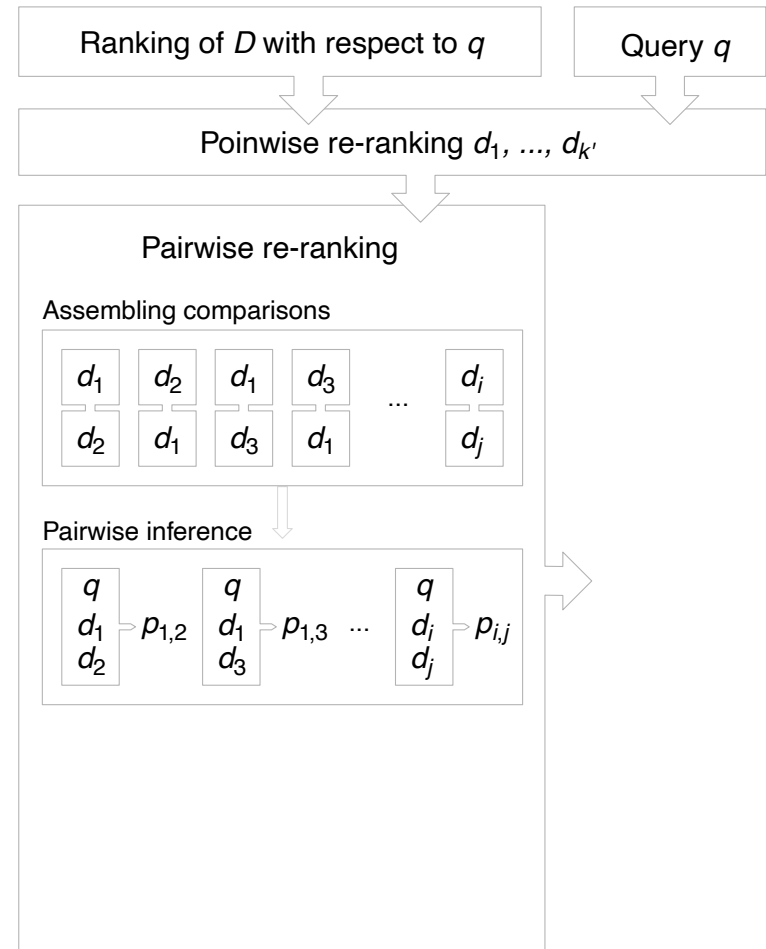 Ranking of D with respect to q
Query q
Poinwise re-ranking d1, ..., dk'
Pairwise re-ranking
Assembling comparisons
d1 d2 d1 d3 ... di
d2 d1 d3 d1 dj
Pairwise inference
q q q
d1 p1,2 d1 p1,3 ... di pi,j
d2 d3 dj